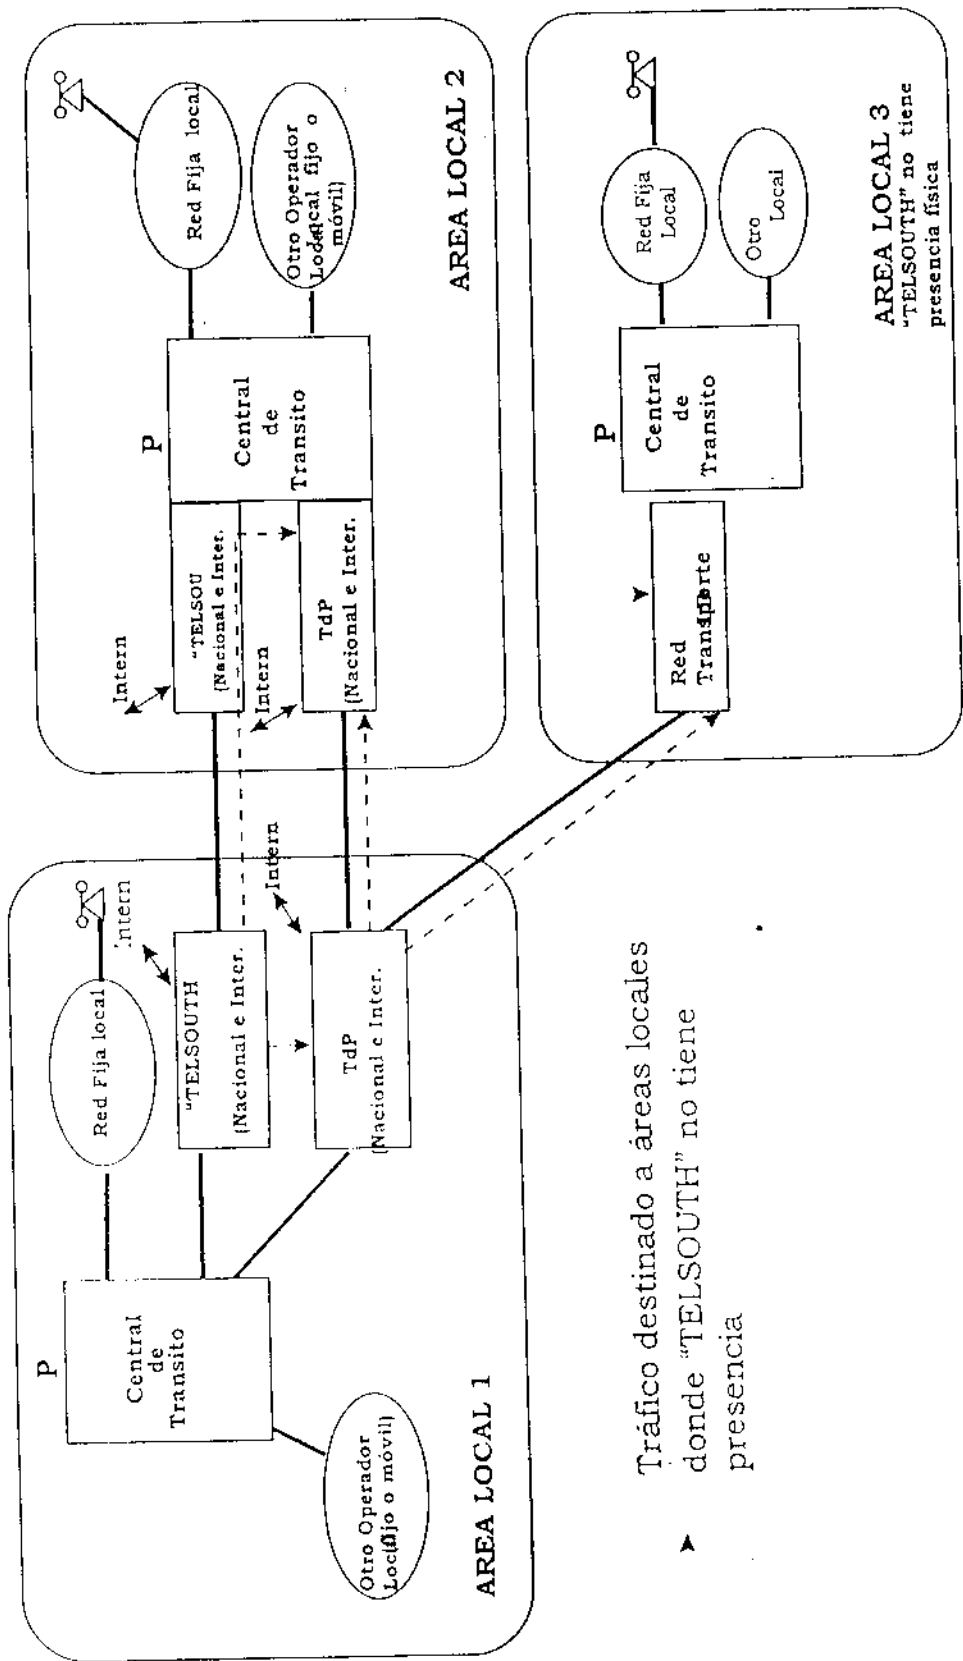 P
Central
de
Transito
Red Fija local
Intern
"TELSOUTH
(Nacional e Inter.
Intern
TdP
(Nacional e Inter.
Otro Operador
(fijo o móvil)
AREA LOCAL 1
Intern
"TELSOU
(Nacional e Inter.
Intern
TdP
(Nacional e Inter.
P
Central
de
Transito
Red Fija local
Otro Operador
Local fijo o
móvil)
AREA LOCAL 2
Red
Transporte
P
Central
de
Transito
Red Fija
Local
Otro
Local
AREA LOCAL 3
"TELSOUTH" no tiene
presencia física
Tráfico destinado a áreas locales
donde "TELSOUTH" no tiene
presencia